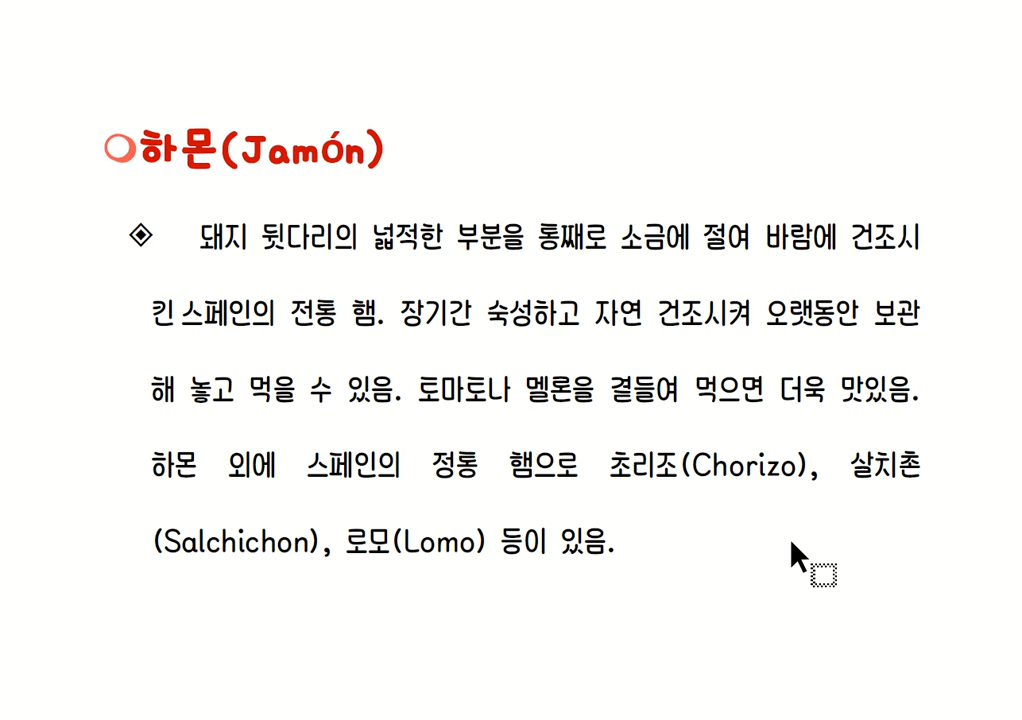 하몬(Jamón)
◈ 돼지 뒷다리의 넓적한 부분을 통째로 소금에 절여 바람에 건조시
킨 스페인의 전통 햄. 장기간 숙성하고 자연 건조시켜 오랫동안 보관
해 놓고 먹을 수 있음. 토마토나 멜론을 곁들여 먹으면 더욱 맛있음.
하몬 외에 스페인의 정통 햄으로 초리조(Chorizo), 살치촌
(Salchichon), 로모(Lomo) 등이 있음.